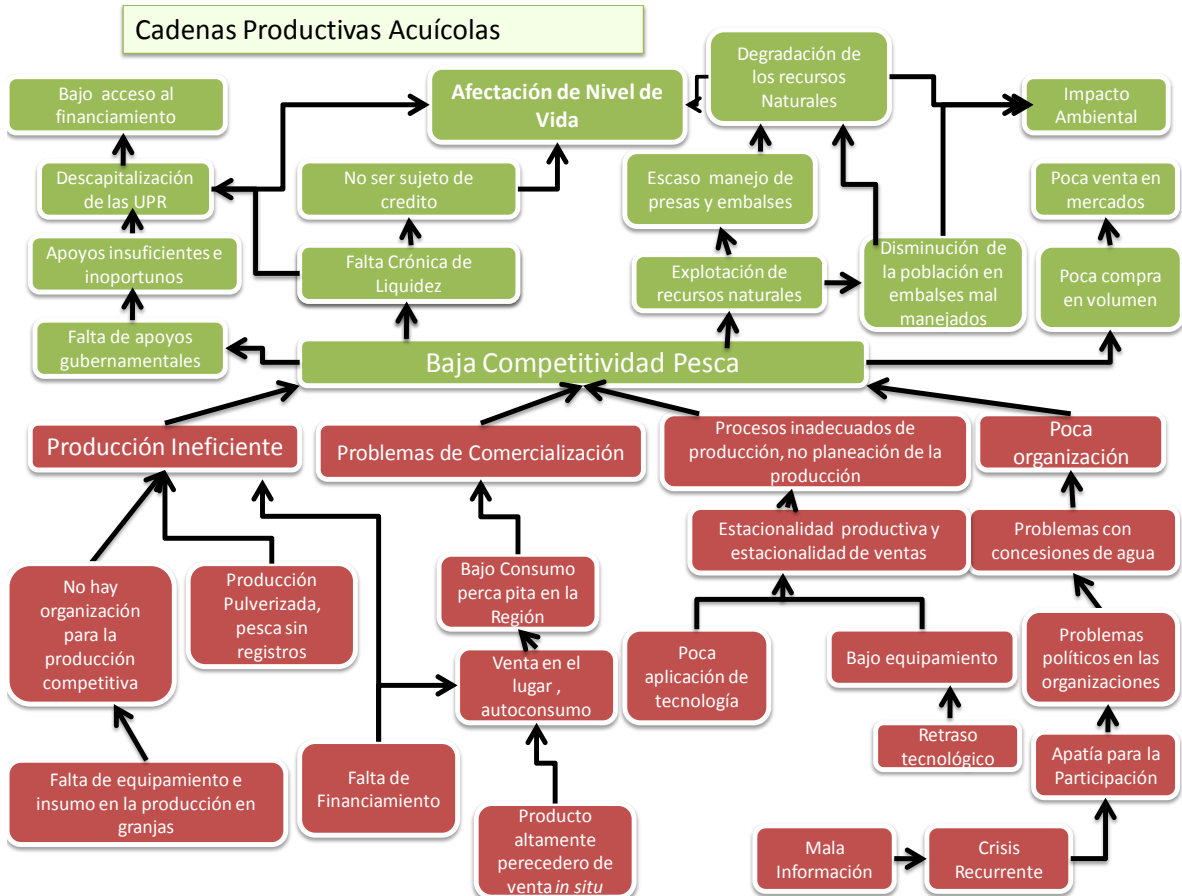 Cadenas Productivas Acuícolas
Bajo acceso al
financiamiento
Afectación de Nivel de
Vida
Degradación de
los recursos
Naturales
Impacto
Ambiental
Descapitalización
de las UPR
No ser sujeto de
credito
Escaso manejo de
presas y embalses
Poca venta en
mercados
Apoyos insuficientes e
inoportunos
Falta Crónica de
Liquidez
Explotación de
recursos naturales
Disminución de
la población en
embalses mal
manejados
Poca compra
en volumen
Falta de apoyos
gubernamentales
Baja Competitividad Pesca
Producción Ineficiente
Problemas de Comercialización
Procesos inadecuados de
producción, no planeación de la
producción
Poca
organización
Estacionalidad productiva y
estacionalidad de ventas
Problemas con
concesiones de agua
No hay
organización
para la
producción
competitiva
Producción
Pulverizada,
pesca sin
registros
Bajo Consumo
perca pita en la
Región
Poca
aplicación de
tecnología
Bajo equipamiento
Problemas
políticos en las
organizaciones
Venta en el
lugar ,
autoconsumo
Retraso
tecnológico
Apatía para la
Participación
Falta de equipamiento e
insumo en la producción en
granjas
Falta de
Financiamiento
Producto
altamente
perecedero de
venta in situ
Mala
Información
Crisis
Recurrente